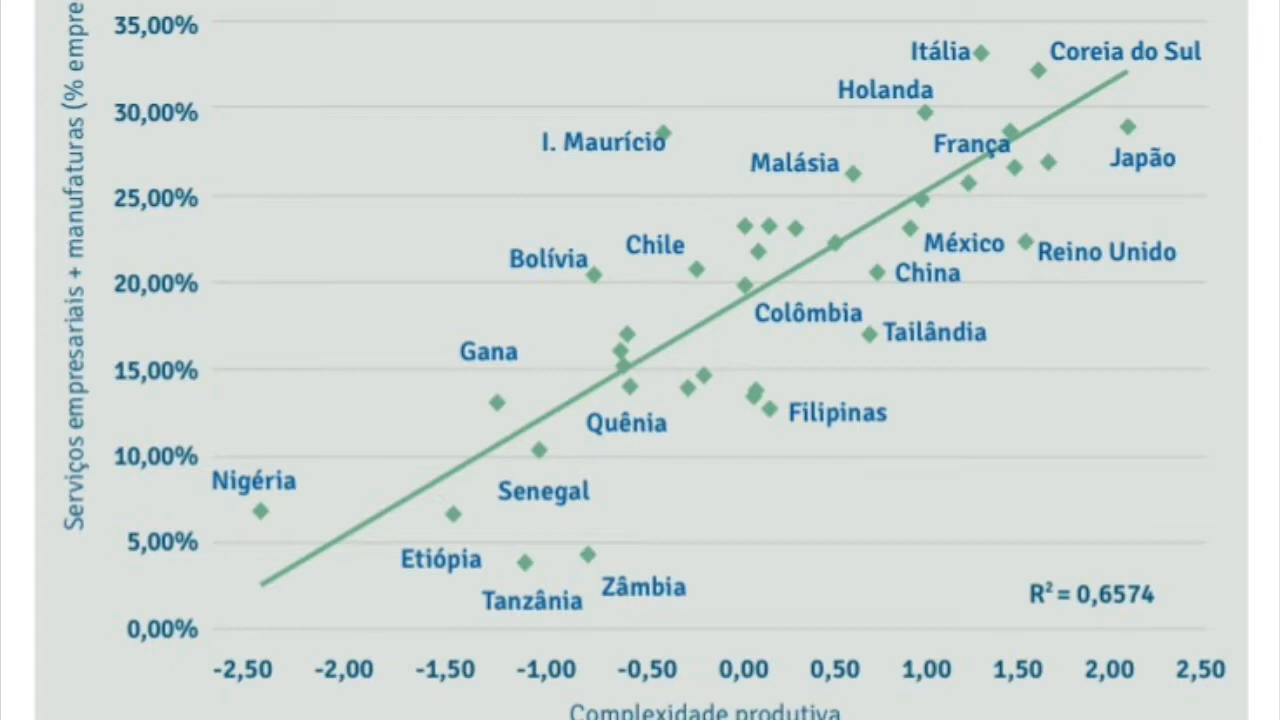 Serviços empresariais + manufaturas (% empre
35,00%
30,00%
25,00%
20,00%
15,00%
10,00%
5,00%
0,00%
Itália
Coreia do Sul
Holanda
I. Maurício
França
Malásia
Japão
Chile
México
Reino Unido
Bolívia
China
Colômbia
Tailândia
Gana
Quênia
Filipinas
Nigéria
Senegal
Etiópia
Zâmbia
Tanzânia
R² = 0,6574
-2,50 -2,00 -1,50 -1,00 -0,50 0,00 0,50 1,00 1,50 2,00 2,50
Complexidade produtiva